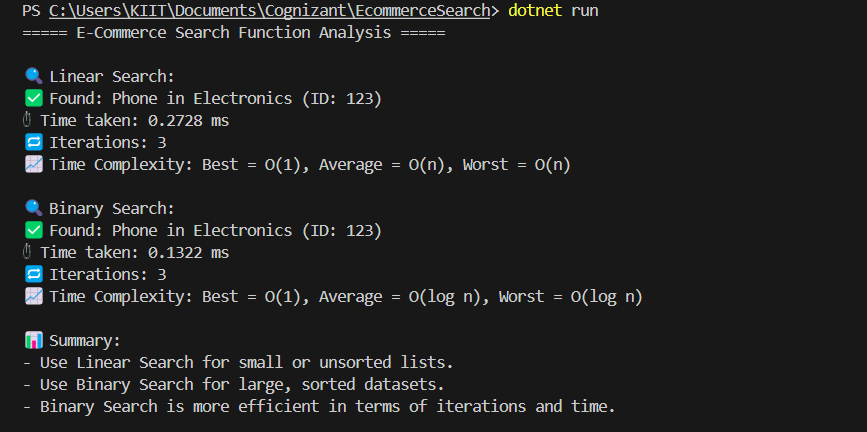 PS C:\Users\KIIT\Documents\Cognizant\EcommerceSearch> dotnet run
===== E-Commerce Search Function Analysis =====
🔍 Linear Search:
✅ Found: Phone in Electronics (ID: 123)
⏱ Time taken: 0.2728 ms
🔁 Iterations: 3
📈 Time Complexity: Best = O(1), Average = O(n), Worst = O(n)
🔍 Binary Search:
✅ Found: Phone in Electronics (ID: 123)
⏱ Time taken: 0.1322 ms
🔁 Iterations: 3
📈 Time Complexity: Best = O(1), Average = O(log n), Worst = O(log n)
📊 Summary:
- Use Linear Search for small or unsorted lists.
- Use Binary Search for large, sorted datasets.
- Binary Search is more efficient in terms of iterations and time.